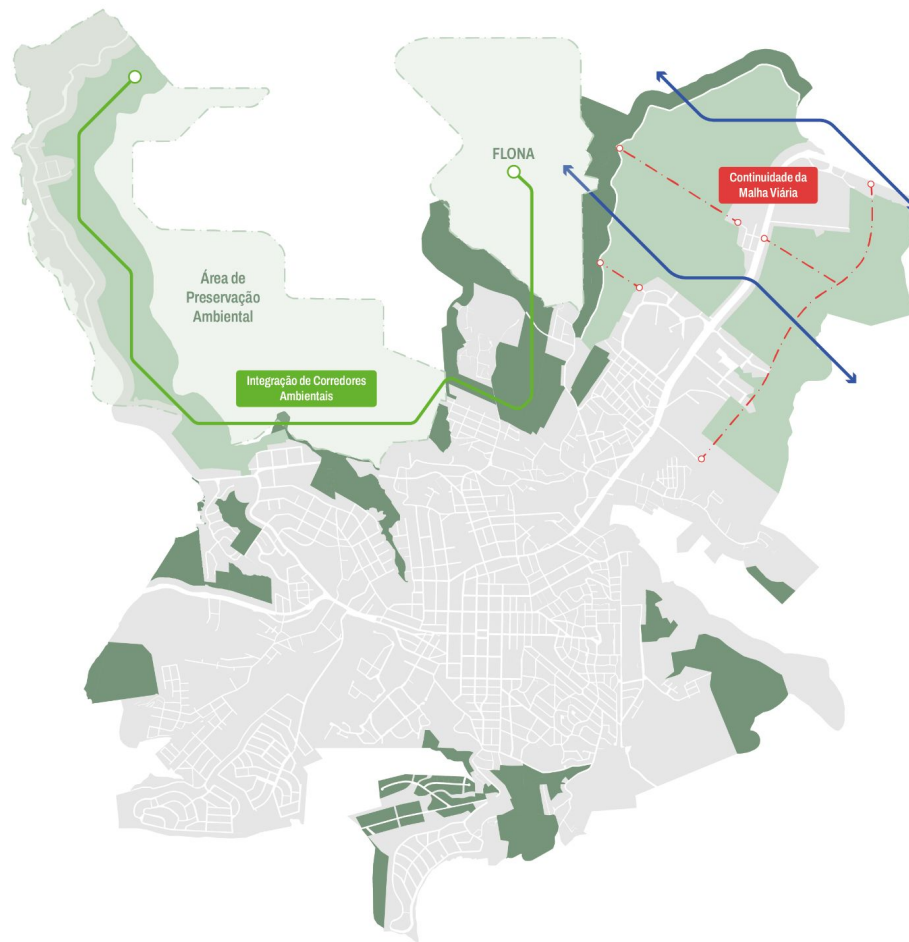 FLONA
Continuidade da
Malha Viária
Área de
Preservação
Ambiental
Integração de Corredores
Ambientais